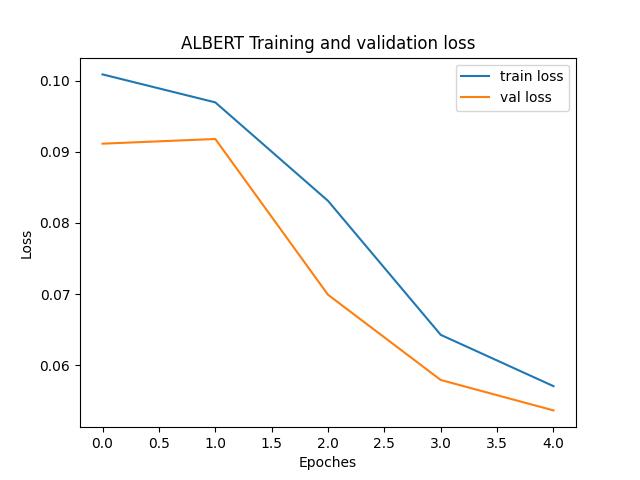 ALBERT Training and validation loss
train loss
val loss
0.10
0.09
0.08
0.07
0.06
Loss
0.0 0.5 1.0 1.5 2.0 2.5 3.0 3.5 4.0
Epoches